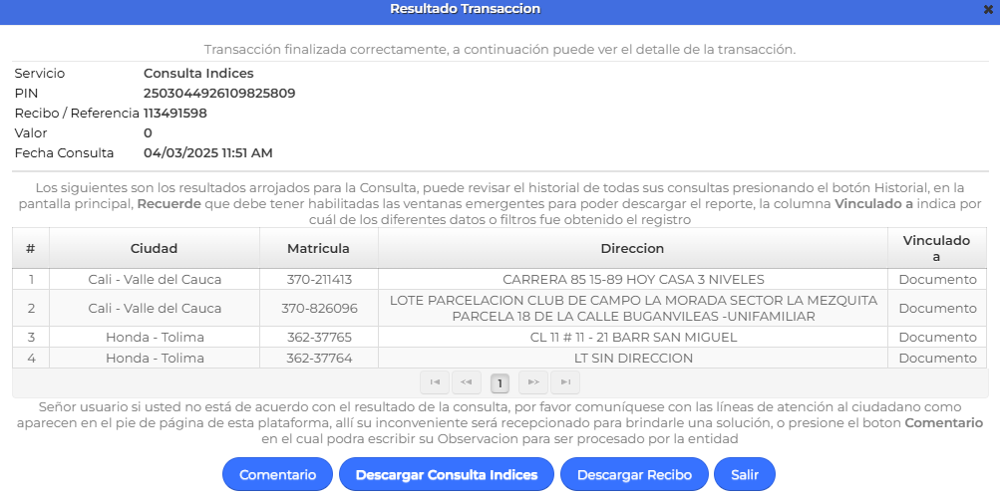 Resultado Transaccion
Transacción finalizada correctamente, a continuación puede ver el detalle de la transacción.
Servicio Consulta Indices
PIN 2503044926109825809
Recibo / Referencia 113491598
Valor 0
Fecha Consulta 04/03/2025 11:51 AM
Los siguientes son los resultados arrojados para la Consulta, puede revisar el historial de todas sus consultas presionando el botón Historial, en la
pantalla principal, Recuerde que debe tener habilitadas las ventanas emergentes para poder descargar el reporte, la columna Vinculado a indica por
cuál de los diferentes datos o filtros fue obtenido el registro
# Ciudad Matricula Direccion Vinculado
a
1 Cali - Valle del Cauca 370-211413 CARRERA 85 15-89 HOY CASA 3 NIVELES Documento
2 Cali - Valle del Cauca 370-826096 LOTE PARCELACION CLUB DE CAMPO LA MORADA SECTOR LA MEZQUITA Documento
PARCELA 18 DE LA CALLE BUGANVILEAS -UNIFAMILIAR
3 Honda - Tolima 362-37765 CL 11 # 11 - 21 BARR SAN MIGUEL Documento
4 Honda - Tolima 362-37764 LT SIN DIRECCION Documento
1
Señor usuario si usted no está de acuerdo con el resultado de la consulta, por favor comuníquese con las líneas de atención al ciudadano como
aparecen en el pie de página de esta plataforma, allí su inconveniente será recepcionado para brindarle una solución, o presione el boton Comentario
en el cual podra escribir su Observacion para ser procesado por la entidad
Comentario Descargar Consulta Indices Descargar Recibo Salir